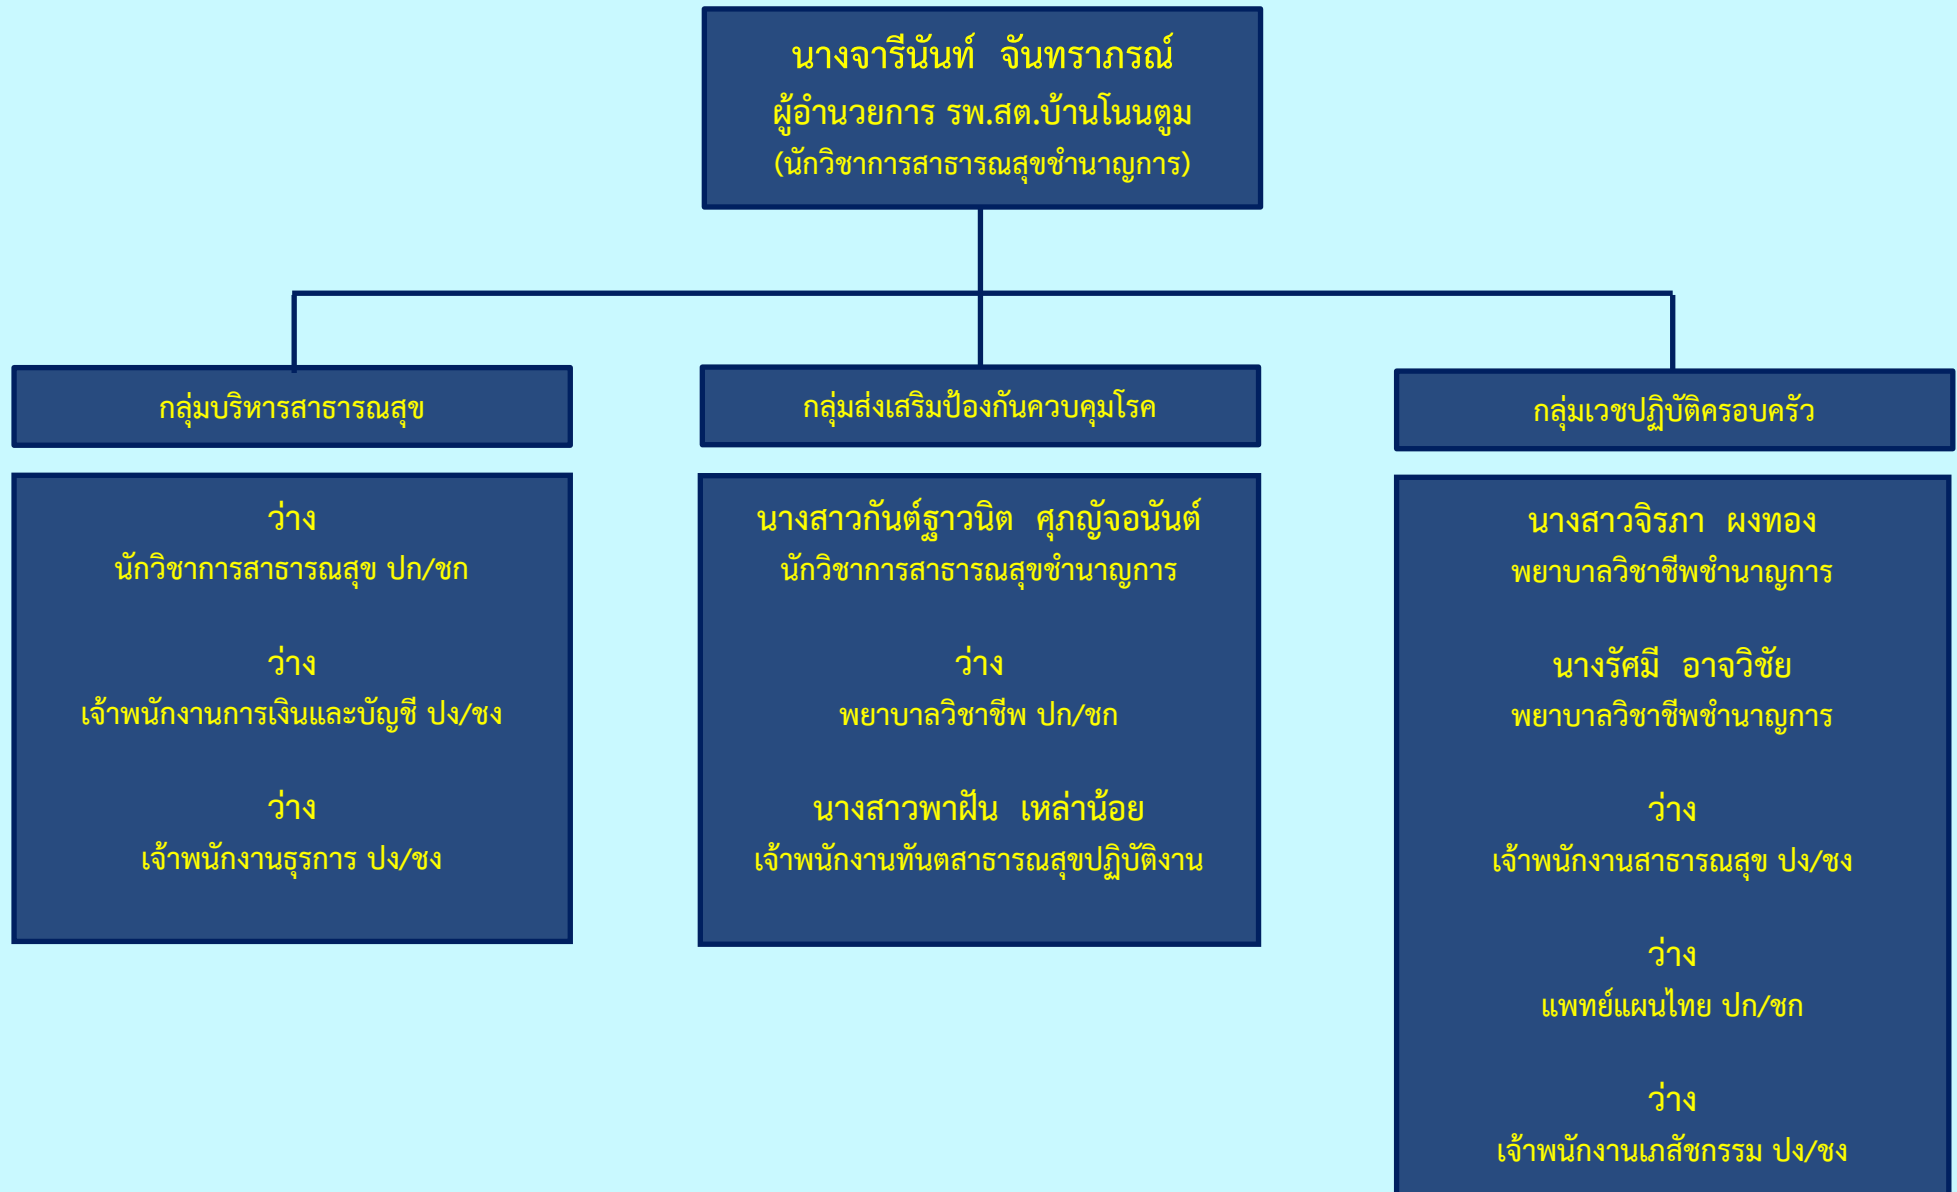 นางจารีนันท์ จันทราภรณ์
ผู้อำนวยการ รพ.สต.บ้านโนนตูม
(นักวิชาการสาธารณสุขชำนาญการ)
กลุ่มบริหารสาธารณสุข
ว่าง
นักวิชาการสาธารณสุข ปก/ชก
ว่าง
เจ้าพนักงานการเงินและบัญชี ปง/ชง
ว่าง
เจ้าพนักงานธุรการ ปง/ชง
กลุ่มส่งเสริมป้องกันควบคุมโรค
นางสาวกันต์ฐาวนิต ศุภญัจอนันต์
นักวิชาการสาธารณสุขชำนาญการ
ว่าง
พยาบาลวิชาชีพ ปก/ชก
นางสาวพาฝัน เหล่าน้อย
เจ้าพนักงานทันตสาธารณสุขปฏิบัติงาน
กลุ่มเวชปฏิบัติครอบครัว
นางสาวจิรภา ผงทอง
พยาบาลวิชาชีพชำนาญการ
นางรัศมี อาจวิชัย
พยาบาลวิชาชีพชำนาญการ
ว่าง
เจ้าพนักงานสาธารณสุข ปง/ชง
ว่าง
แพทย์แผนไทย ปก/ชก
ว่าง
เจ้าพนักงานเภสัชกรรม ปง/ชง